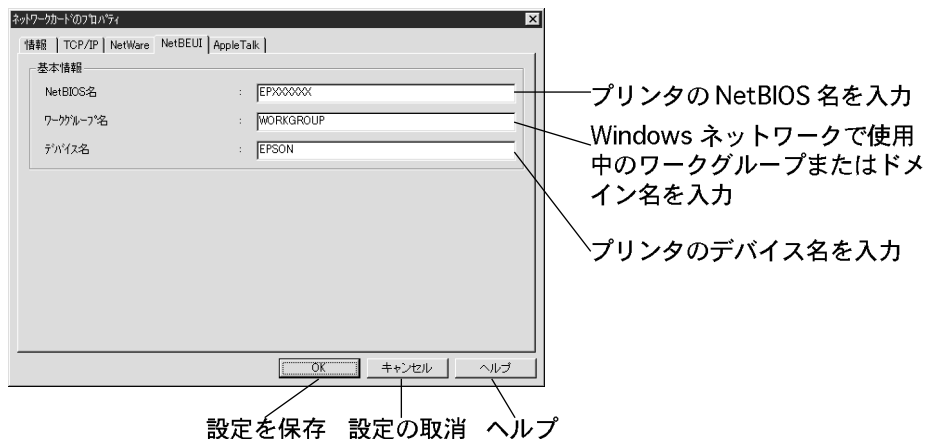 ネットワークカードのプロパティ
情報 TCP/IP NetWare NetBEUI AppleTalk
基本情報
NetBIOS名 : EPXXXXXX
ワークグループ名 : WORKGROUP
デバイス名 : EPSON
プリンタの NetBIOS 名を入力
Windows ネットワークで使用
中のワークグループまたはドメ
イン名を入力
プリンタのデバイス名を入力
OK キャンセル ヘルプ
設定を保存 設定の取消 ヘルプ